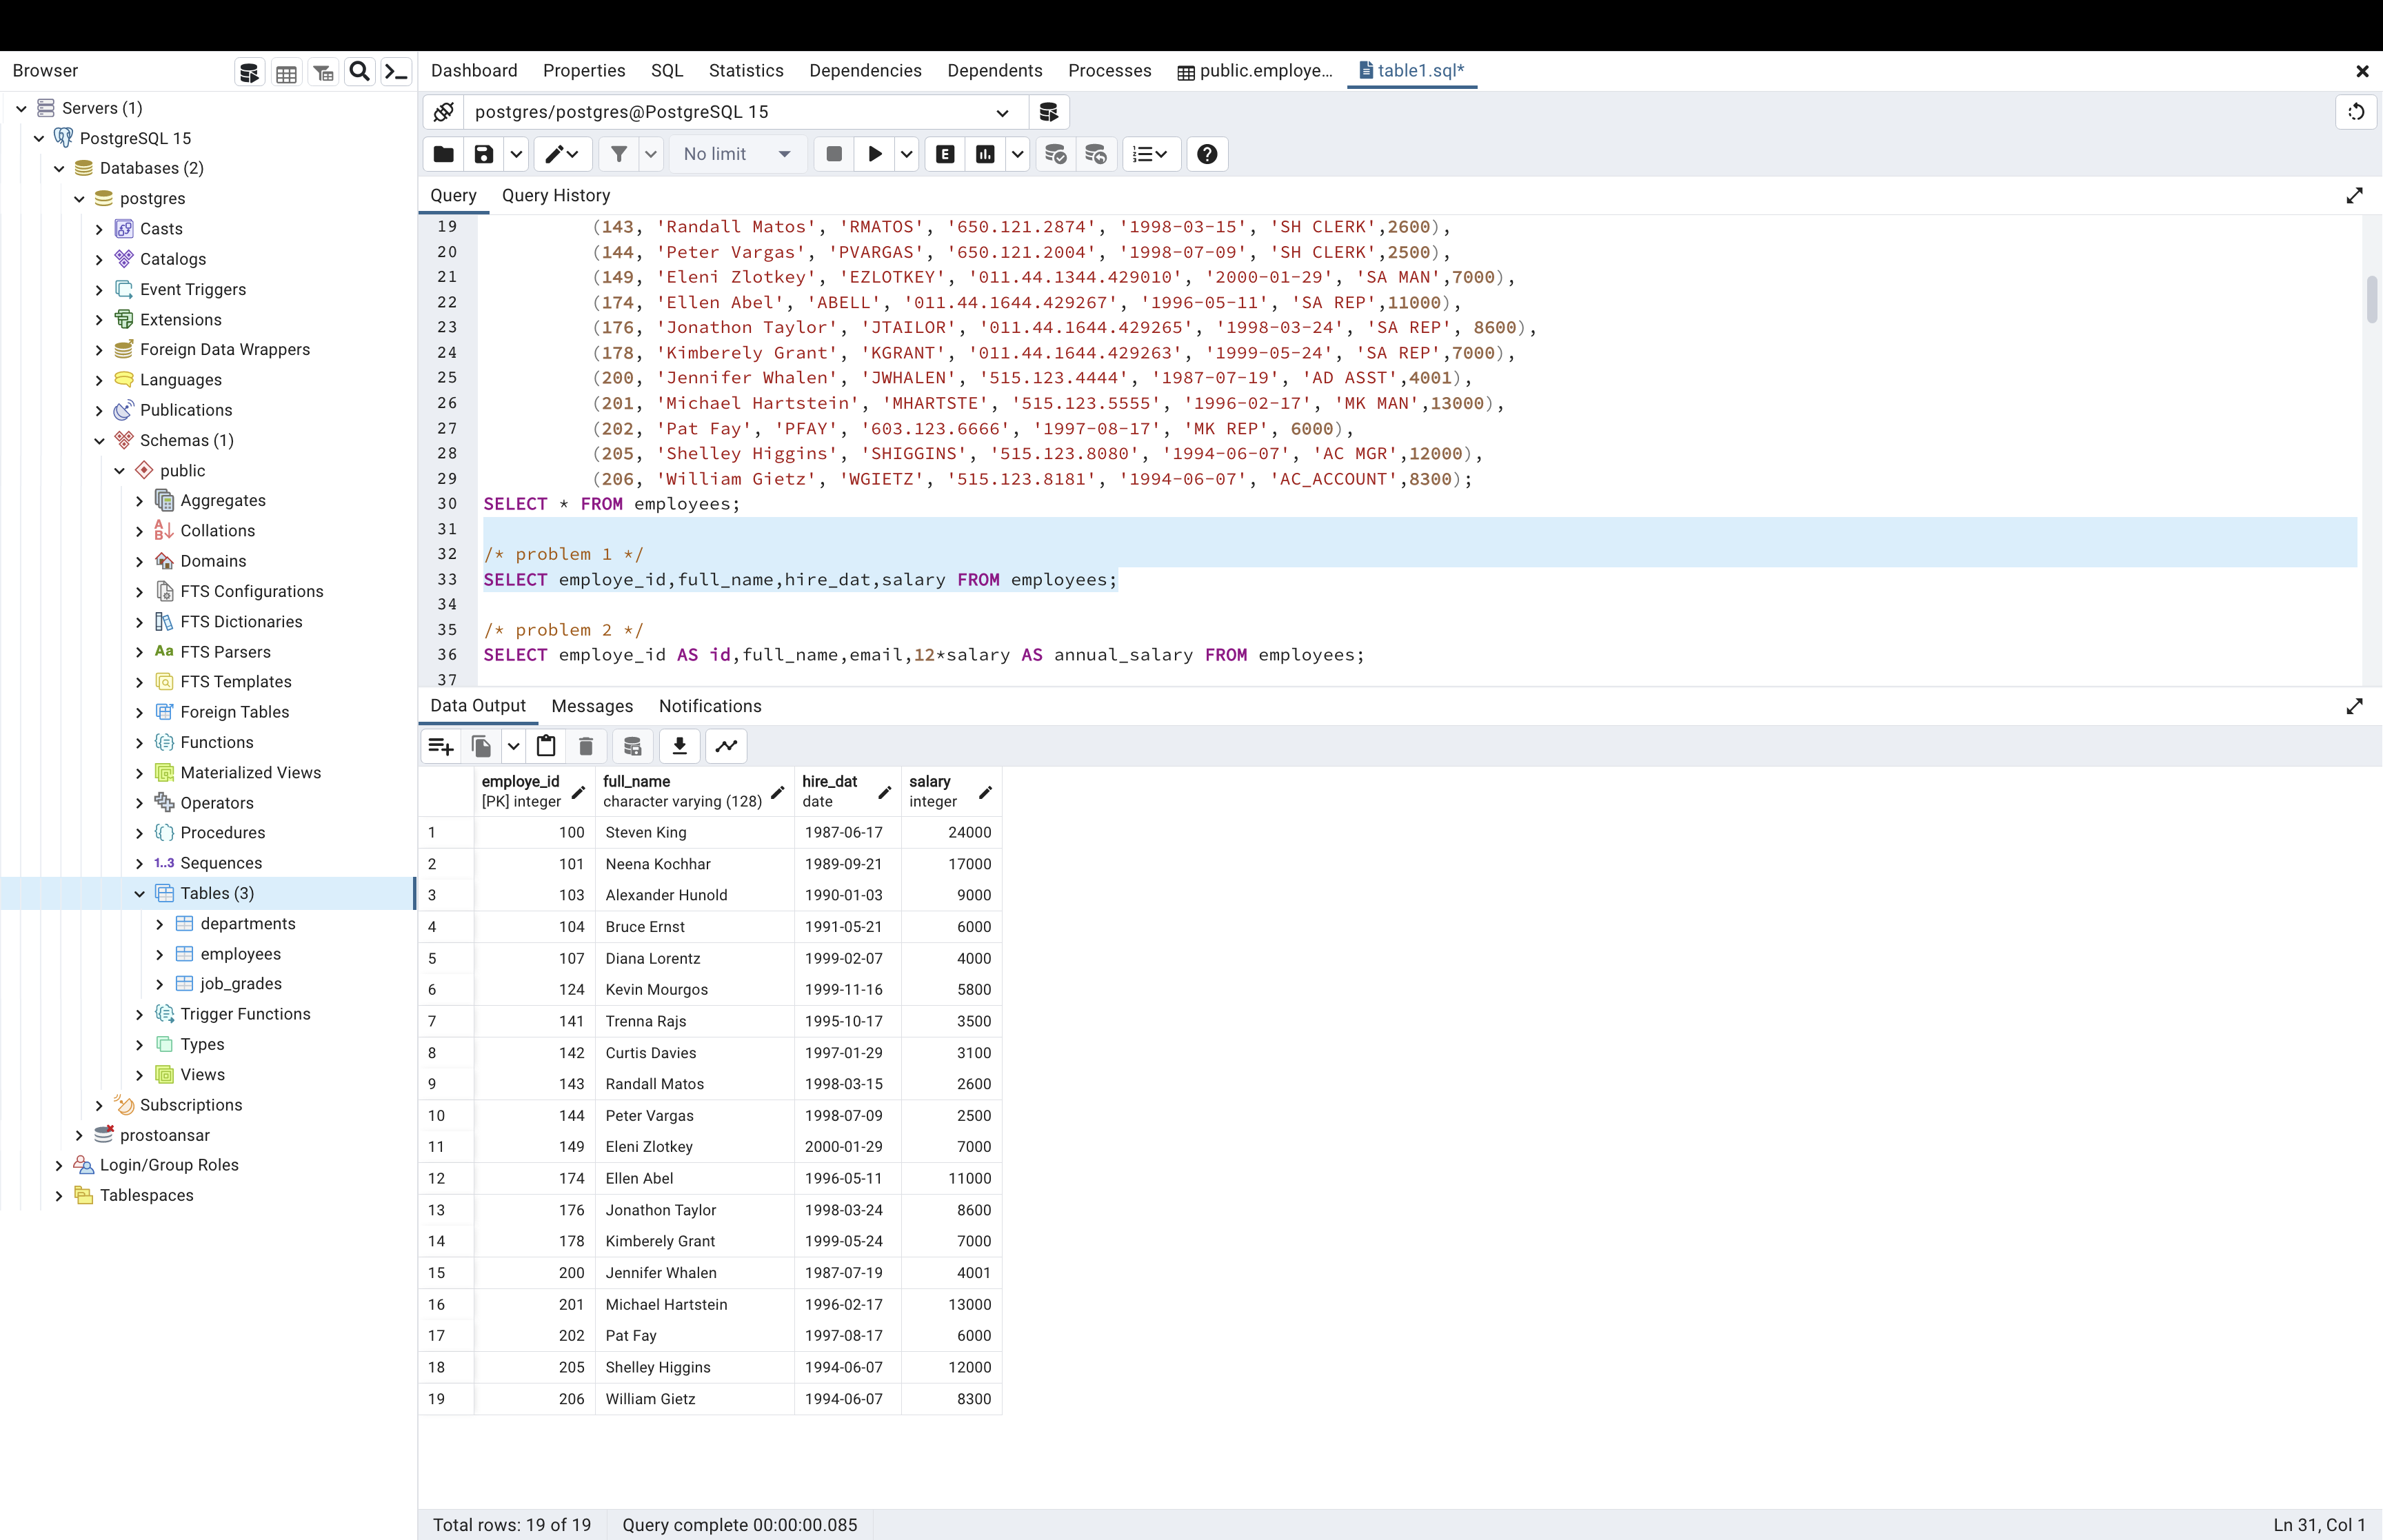 Browser
Dashboard Properties SQL Statistics Dependencies Dependents Processes public.employe... table1.sql*
Servers (1)
PostgreSQL 15
Databases (2)
postgres
Casts
Catalogs
Event Triggers
Extensions
Foreign Data Wrappers
Languages
Publications
Schemas (1)
public
Aggregates
Collations
Domains
FTS Configurations
FTS Dictionaries
Aa FTS Parsers
FTS Templates
Foreign Tables
Functions
Materialized Views
Operators
Procedures
1..3 Sequences
Tables (3)
departments
employees
job_grades
Trigger Functions
Types
Views
Subscriptions
prostoansar
Login/Group Roles
Tablespaces
postgres/postgres@PostgreSQL 15
No limit E
Query Query History
19 (143, 'Randall Matos', 'RMATOS', '650.121.2874', '1998-03-15', 'SH CLERK',2600),
20 (144, 'Peter Vargas', 'PVARGAS', '650.121.2004', '1998-07-09', 'SH CLERK',2500),
21 (149, 'Eleni Zlotkey', 'EZLOTKEY', '011.44.1344.429010', '2000-01-29', 'SA MAN',7000),
22 (174, 'Ellen Abel', 'ABELL', '011.44.1644.429267', '1996-05-11', 'SA REP',11000),
23 (176, 'Jonathon Taylor', 'JTAILOR', '011.44.1644.429265', '1998-03-24', 'SA REP', 8600),
24 (178, 'Kimberely Grant', 'KGRANT', '011.44.1644.429263', '1999-05-24', 'SA REP',7000),
25 (200, 'Jennifer Whalen', 'JWHALEN', '515.123.4444', '1987-07-19', 'AD ASST',4001),
26 (201, 'Michael Hartstein', 'MHARTSTE', '515.123.5555', '1996-02-17', 'MK MAN',13000),
27 (202, 'Pat Fay', 'PFAY', '603.123.6666', '1997-08-17', 'MK REP', 6000),
28 (205, 'Shelley Higgins', 'SHIGGINS', '515.123.8080', '1994-06-07', 'AC MGR',12000),
29 (206, 'William Gietz', 'WGIETZ', '515.123.8181', '1994-06-07', 'AC_ACCOUNT',8300);
30 SELECT * FROM employees;
31
32 /* problem 1 */
33 SELECT employe_id,full_name,hire_dat,salary FROM employees;
34
35 /* problem 2 */
36 SELECT employe_id AS id,full_name,email,12*salary AS annual_salary FROM employees;
37
Data Output Messages Notifications
employe_id full_name hire_dat salary
[PK] integer character varying (128) date integer
1 100 Steven King 1987-06-17 24000
2 101 Neena Kochhar 1989-09-21 17000
3 103 Alexander Hunold 1990-01-03 9000
4 104 Bruce Ernst 1991-05-21 6000
5 107 Diana Lorentz 1999-02-07 4000
6 124 Kevin Mourgos 1999-11-16 5800
7 141 Trenna Rajs 1995-10-17 3500
8 142 Curtis Davies 1997-01-29 3100
9 143 Randall Matos 1998-03-15 2600
10 144 Peter Vargas 1998-07-09 2500
11 149 Eleni Zlotkey 2000-01-29 7000
12 174 Ellen Abel 1996-05-11 11000
13 176 Jonathon Taylor 1998-03-24 8600
14 178 Kimberely Grant 1999-05-24 7000
15 200 Jennifer Whalen 1987-07-19 4001
16 201 Michael Hartstein 1996-02-17 13000
17 202 Pat Fay 1997-08-17 6000
18 205 Shelley Higgins 1994-06-07 12000
19 206 William Gietz 1994-06-07 8300
Total rows: 19 of 19 Query complete 00:00:00.085 Ln 31, Col 1